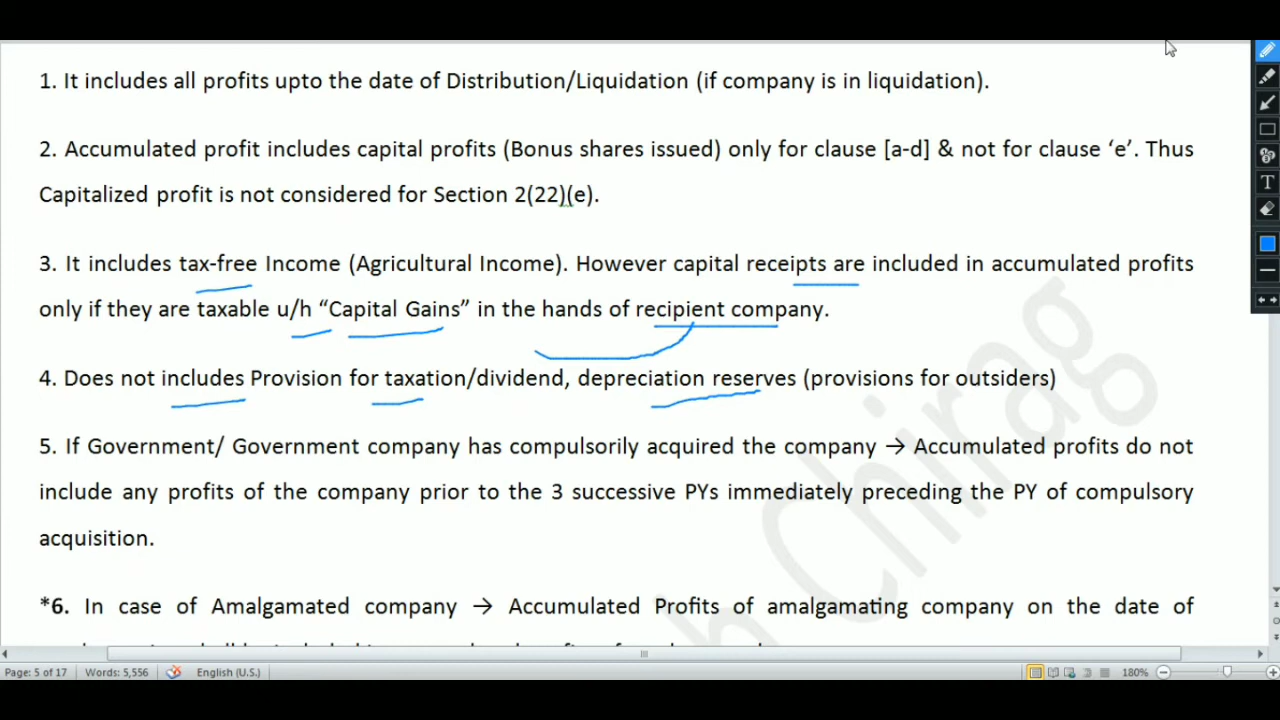 1. It includes all profits upto the date of Distribution/Liquidation (if company is in liquidation).
2. Accumulated profit includes capital profits (Bonus shares issued) only for clause [a-d] & not for clause ‘e’. Thus
Capitalized profit is not considered for Section 2(22)(e).
3. It includes tax-free Income (Agricultural Income). However capital receipts are included in accumulated profits
only if they are taxable u/h “Capital Gains” in the hands of recipient company.
4. Does not includes Provision for taxation/dividend, depreciation reserves (provisions for outsiders)
5. If Government/ Government company has compulsorily acquired the company → Accumulated profits do not
include any profits of the company prior to the 3 successive PYs immediately preceding the PY of compulsory
acquisition.
*6. In case of Amalgamated company → Accumulated Profits of amalgamating company on the date of
h Chirag
Page: 5 of 17 Words: 5,556 English (U.S.) 180%